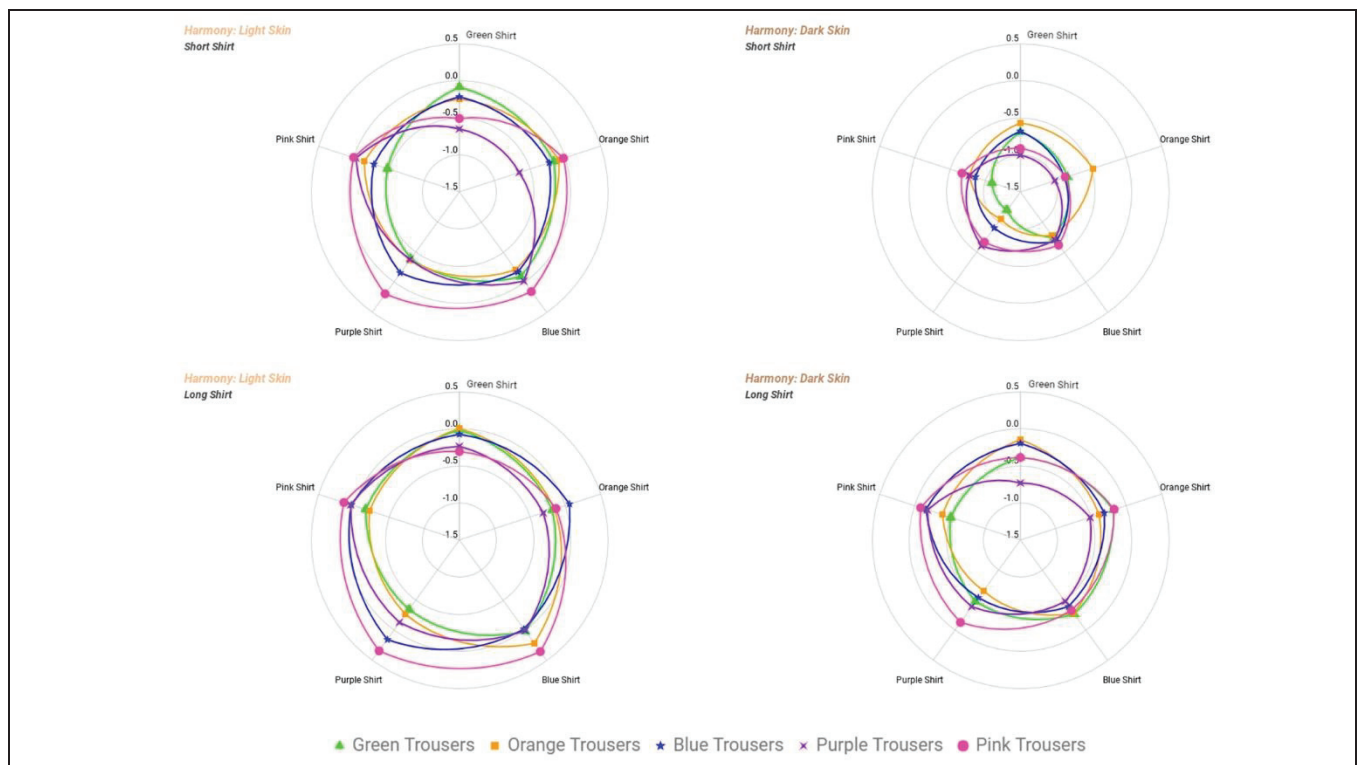 Harmony: Light Skin
Short Shirt
Green Shirt
0.5
0.0
-0.5
-1.0
-1.5
Pink Shirt
Orange Shirt
Purple Shirt
Blue Shirt
Harmony: Dark Skin
Short Shirt
Green Shirt
0.5
0.0
-0.5
-1.0
-1.5
Pink Shirt
Orange Shirt
Purple Shirt
Blue Shirt
Harmony: Light Skin
Long Shirt
Green Shirt
0.5
0.0
-0.5
-1.0
-1.5
Pink Shirt
Orange Shirt
Purple Shirt
Blue Shirt
Harmony: Dark Skin
Long Shirt
Green Shirt
0.5
0.0
-0.5
-1.0
-1.5
Pink Shirt
Orange Shirt
Purple Shirt
Blue Shirt
Green Trousers Orange Trousers Blue Trousers Purple Trousers Pink Trousers